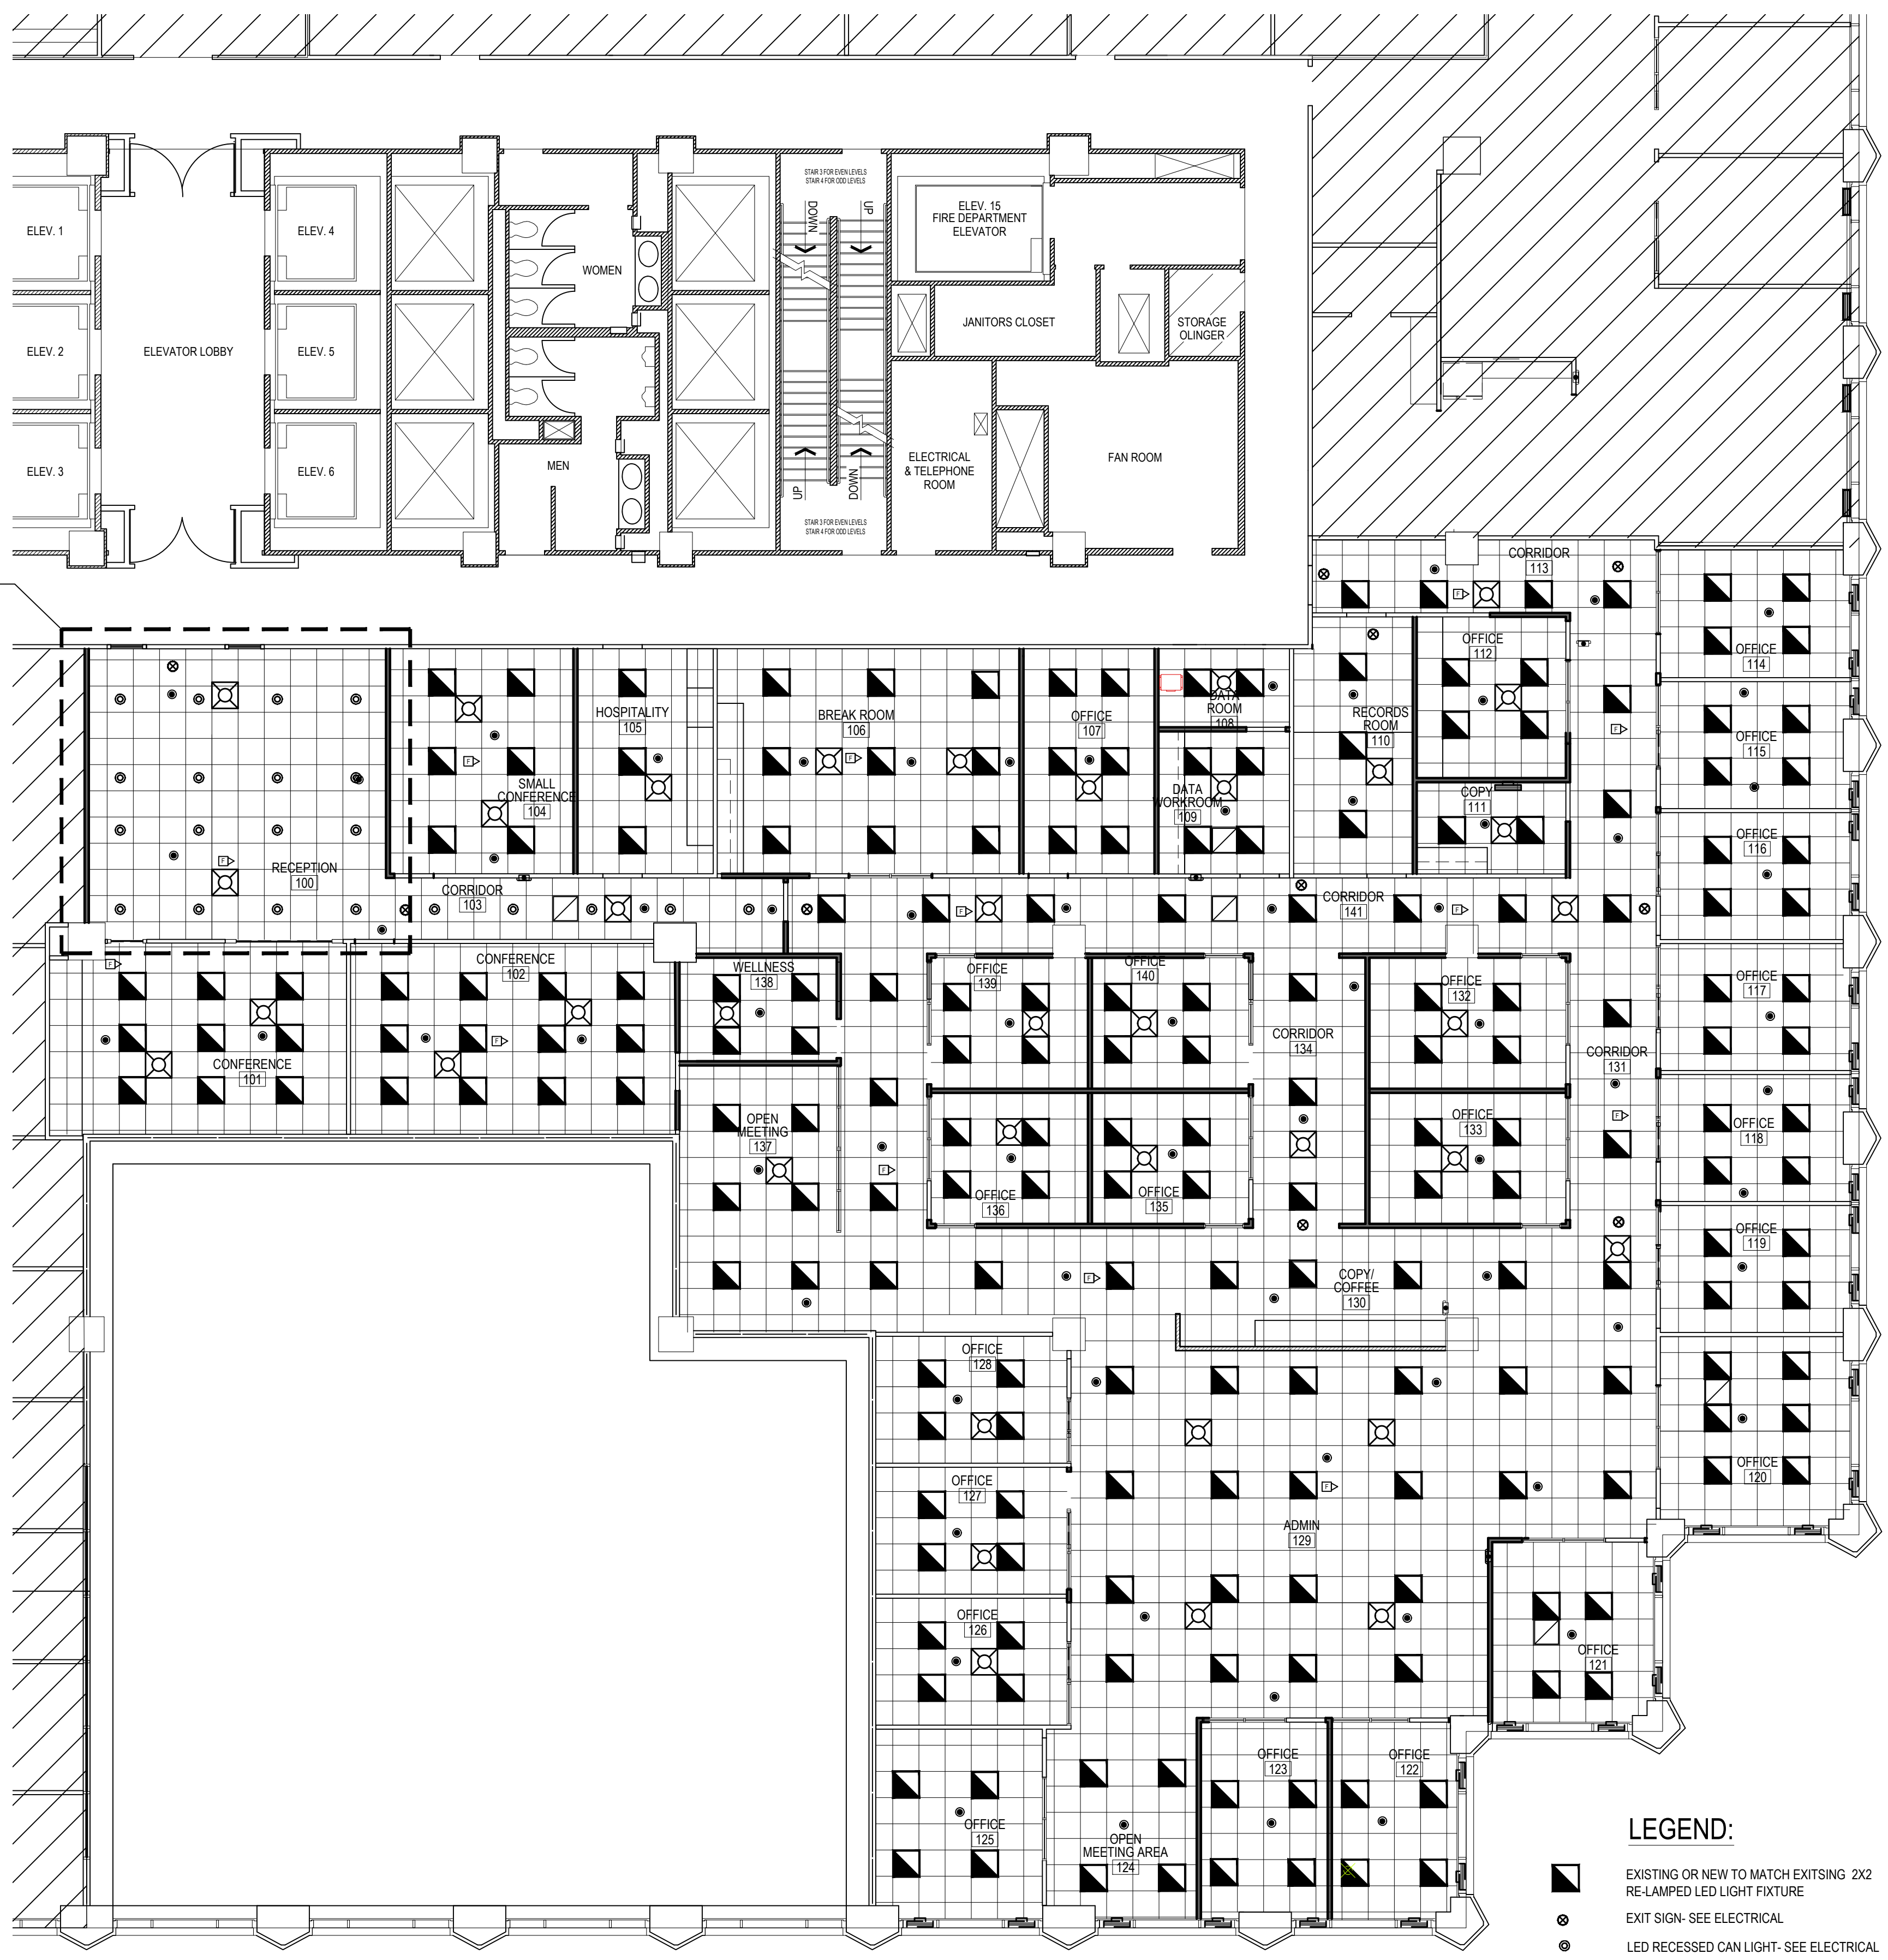 STAIR 3 FOR EVEN LEVELS
STAIR 4 FOR ODD LEVELS
DOWN
UP
ELEV. 15
FIRE DEPARTMENT
ELEVATOR
ELEV. 1
ELEV. 4
WOMEN
JANITORS CLOSET
STORAGE
OLINGER
ELEV. 2
ELEVATOR LOBBY
ELEV. 5
ELEV. 3
ELEV. 6
MEN
UP
DOWN
ELECTRICAL
& TELEPHONE
ROOM
FAN ROOM
STAIR 3 FOR EVEN LEVELS
STAIR 4 FOR ODD LEVELS
CORRIDOR
113
F
OFFICE
112
OFFICE
114
HOSPITALITY
105
BREAK ROOM
106
F
OFFICE
107
DATA
ROOM
108
RECORDS
ROOM
110
F
OFFICE
115
F
SMALL
CONFERENCE
104
DATA
WORKROOM
109
COPY
111
OFFICE
116
F
RECEPTION
100
CORRIDOR
103
F
CORRIDOR
141
F
F
CONFERENCE
102
F
WELLNESS
138
OFFICE
139
OFFICE
140
OFFICE
132
OFFICE
117
CONFERENCE
101
CORRIDOR
134
CORRIDOR
131
F
OPEN
MEETING
137
F
OFFICE
133
OFFICE
118
OFFICE
136
OFFICE
135
OFFICE
119
F
COPY/
COFFEE
130
OFFICE
128
OFFICE
120
OFFICE
127
F
ADMIN
129
OFFICE
126
OFFICE
121
OFFICE
123
OFFICE
122
OFFICE
125
OPEN
MEETING AREA
124
LEGEND:
EXISTING OR NEW TO MATCH EXITSING 2X2
RE-LAMPED LED LIGHT FIXTURE
EXIT SIGN- SEE ELECTRICAL
LED RECESSED CAN LIGHT- SEE ELECTRICAL